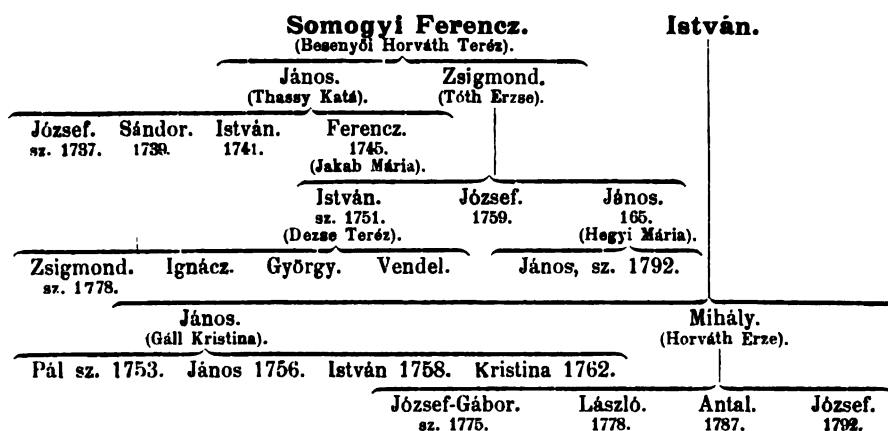 Somogyi Ferencz. István.
(Besenyői Horváth Teréz).
János. Zsigmond.
(Thassy Kata). (Tóth Erzse).
József. Sándor. István. Ferencz.
sz. 1737. 1739. 1741. 1745.
(Jakab Mária).
István. József. János.
sz. 1751. 1759. 165.
(Dezse Teréz). (Hegyi Mária).
Zsigmond. Ignácz. György. Vendel. János, sz. 1792.
sz. 1778.
János. Mihály.
(Gáll Kristina). (Horváth Erze).
Pál sz. 1753. János 1756. István 1758. Kristina 1762.
József-Gábor. László. Antal. József.
sz. 1775. 1778. 1787. 1792.